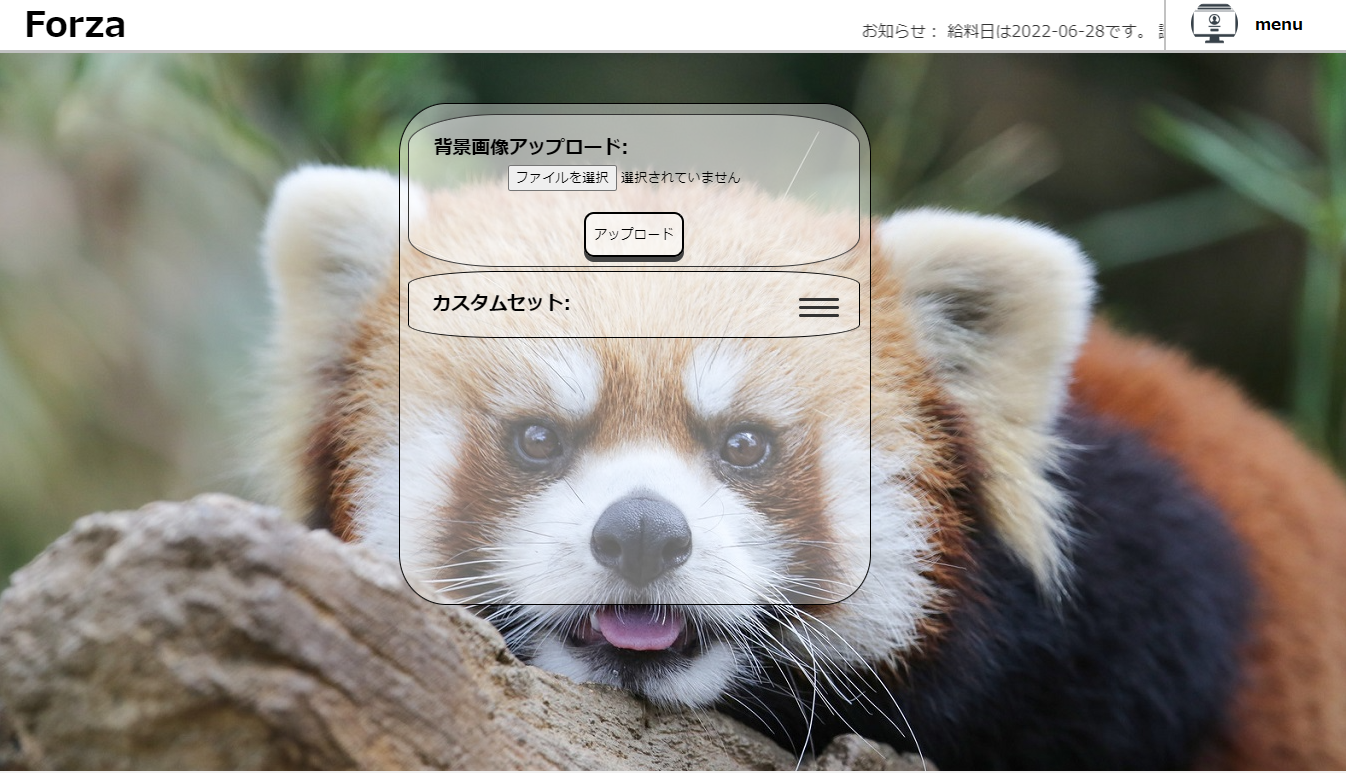 Forza
お知らせ： 給料日は2022-06-28です。
menu
背景画像アップロード:
ファイルを選択 選択されていません
アップロード
カスタムセット: